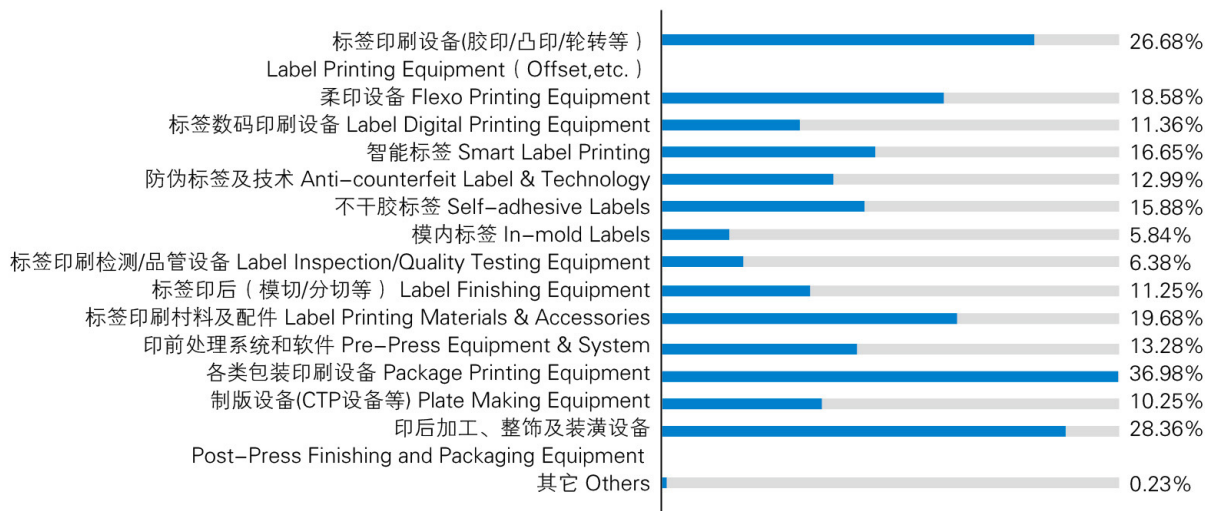 标签印刷设备(胶印/凸印/轮转等） 26.68%
Label Printing Equipment（Offset,etc.）
柔印设备 Flexo Printing Equipment 18.58%
标签数码印刷设备 Label Digital Printing Equipment 11.36%
智能标签 Smart Label Printing 16.65%
防伪标签及技术 Anti-counterfeit Label & Technology 12.99%
不干胶标签 Self-adhesive Labels 15.88%
模内标签 In-mold Labels 5.84%
标签印刷检测/品管设备 Label Inspection/Quality Testing Equipment 6.38%
标签印后（模切/分切等） Label Finishing Equipment 11.25%
标签印刷村料及配件 Label Printing Materials & Accessories 19.68%
印前处理系统和软件 Pre-Press Equipment & System 13.28%
各类包装印刷设备 Package Printing Equipment 36.98%
制版设备(CTP设备等) Plate Making Equipment 10.25%
印后加工、整饰及装潢设备 28.36%
Post-Press Finishing and Packaging Equipment
其它 Others 0.23%